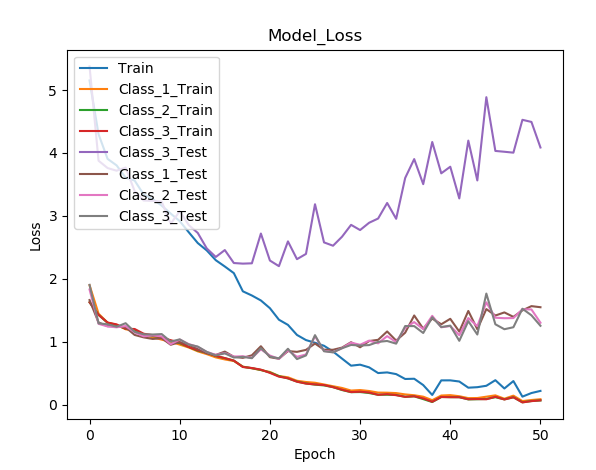 Model_Loss
Train
Class_1_Train
Class_2_Train
Class_3_Train
Class_3_Test
Class_1_Test
Class_2_Test
Class_3_Test
5
4
3
2
1
0
Loss
0
10
20
30
40
50
Epoch